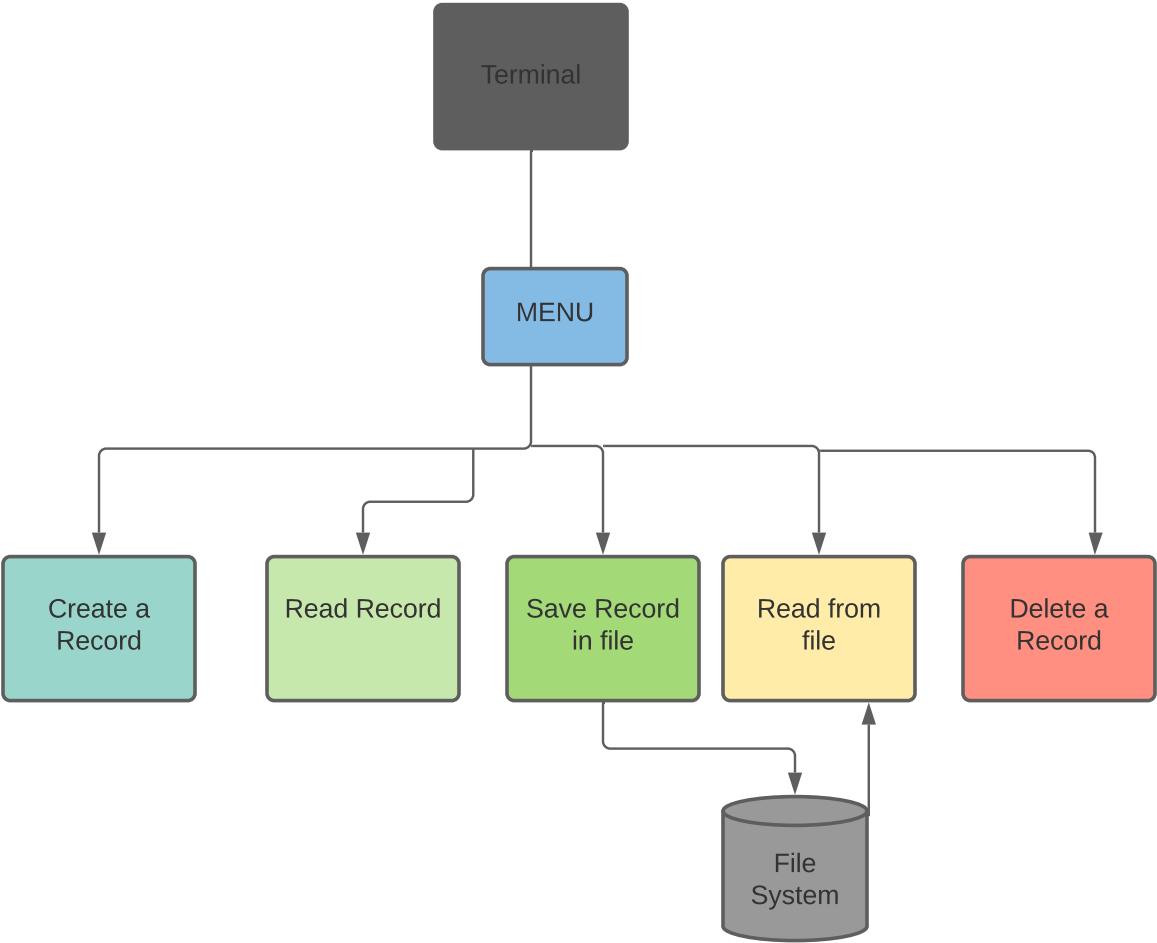 Terminal
MENU
Create a
Record
Read Record
Save Record
in file
Read from
file
Delete a
Record
File
System